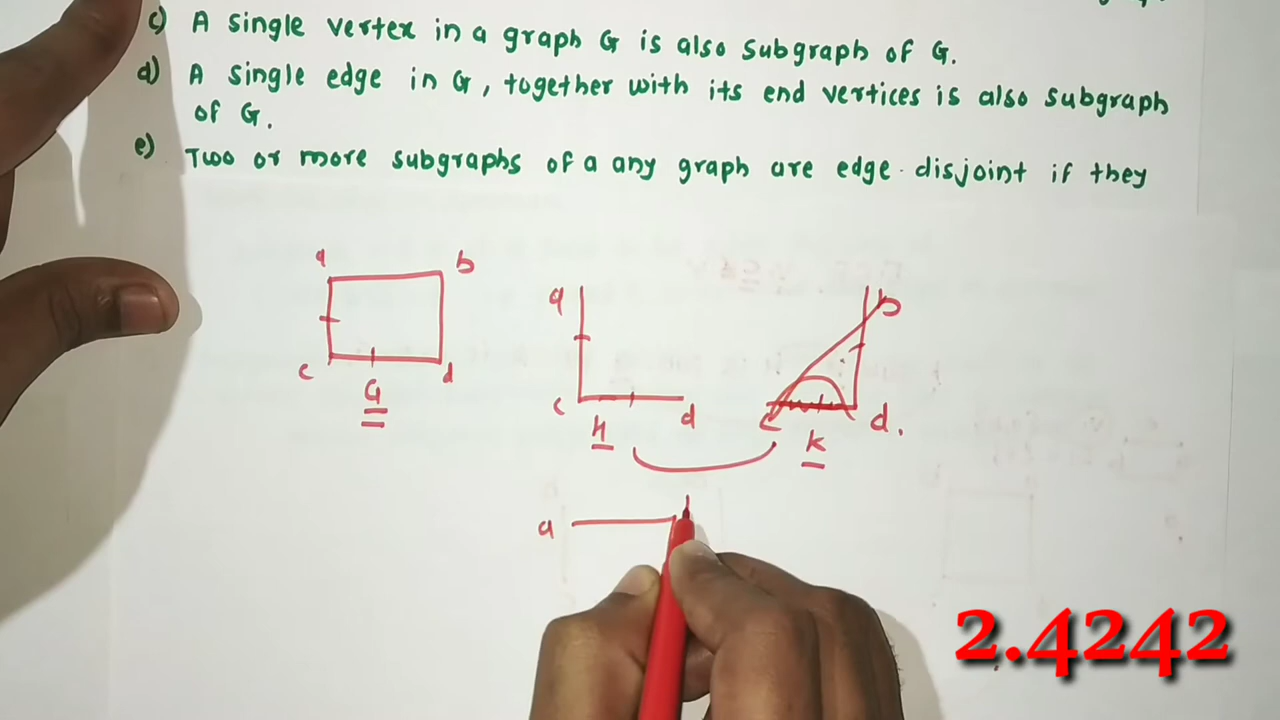 c) A single vertex in a graph G is also subgraph of G.
d) A single edge in G, together with its end vertices is also subgraph
of G.
e) Two or more subgraphs of a any graph are edge-disjoint if they
a b
a b
c d
c d
c d.
G
H
K
a
2.4242